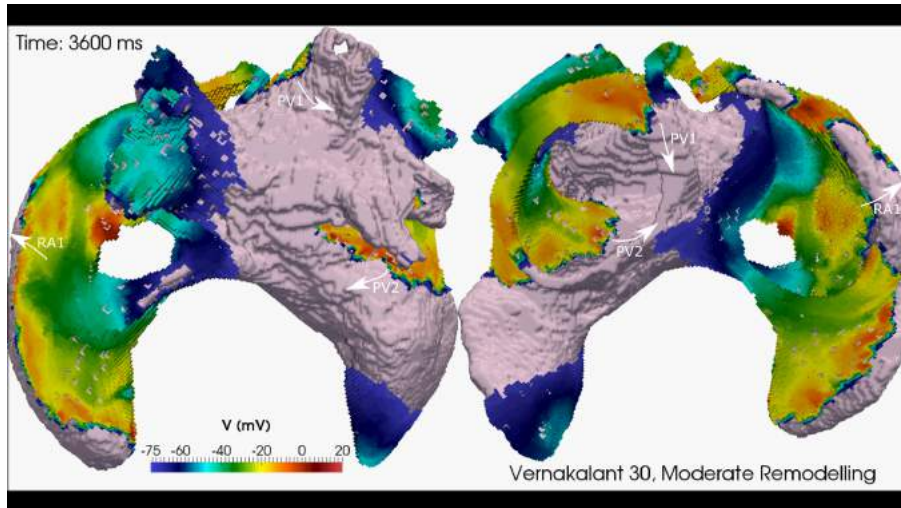 Time: 3600 ms
PV1
PV1
RA1
RA1
PV2
PV2
V (mV)
-75 -60 -40 -20 0 20
Vernakalant 30, Moderate Remodelling